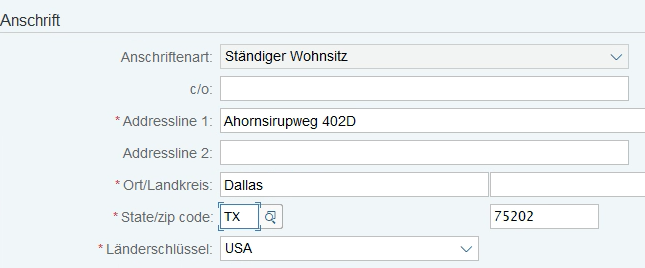 Anschrift
Anschriftenart: Ständiger Wohnsitz
c/o:
* Addressline 1: Ahornsirupweg 402D
Addressline 2:
* Ort/Landkreis: Dallas
* State/zip code: TX 75202
* Länderschlüssel: USA